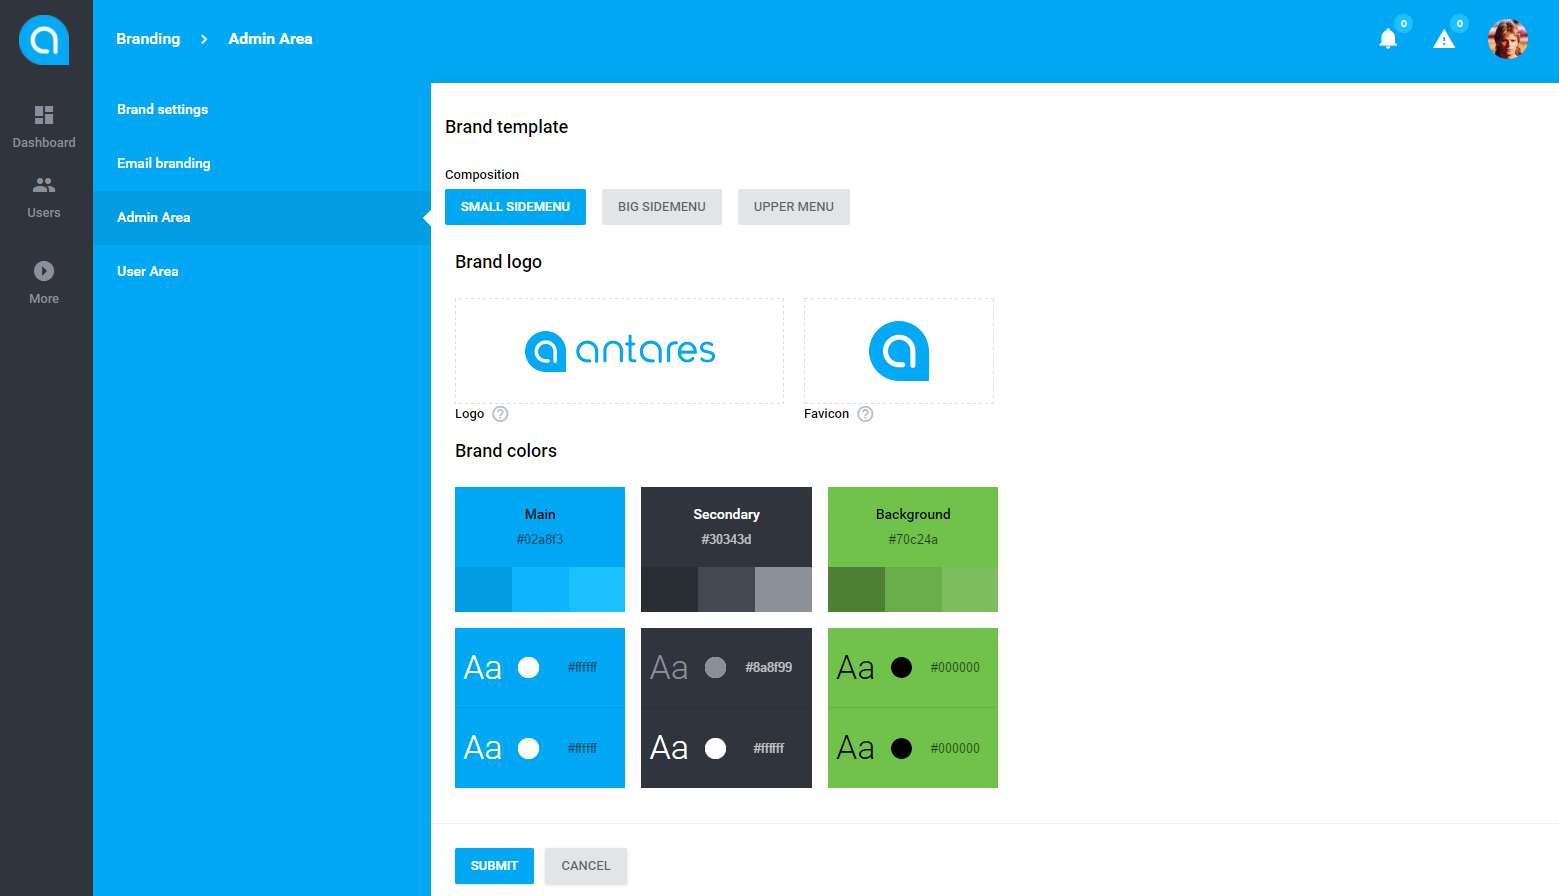 Branding
Admin Area
0
0
Dashboard
Users
More
Brand settings
Email branding
Admin Area
User Area
Brand template
Composition
SMALL SIDEMENU
BIG SIDEMENU
UPPER MENU
Brand logo
a antares
a
Logo ?
Favicon ?
Brand colors
Main
#02a8f3
Secondary
#30343d
Background
#70c24a
Aa #ffffff
Aa #8a8f99
Aa #000000
Aa #ffffff
Aa #ffffff
Aa #000000
SUBMIT
CANCEL